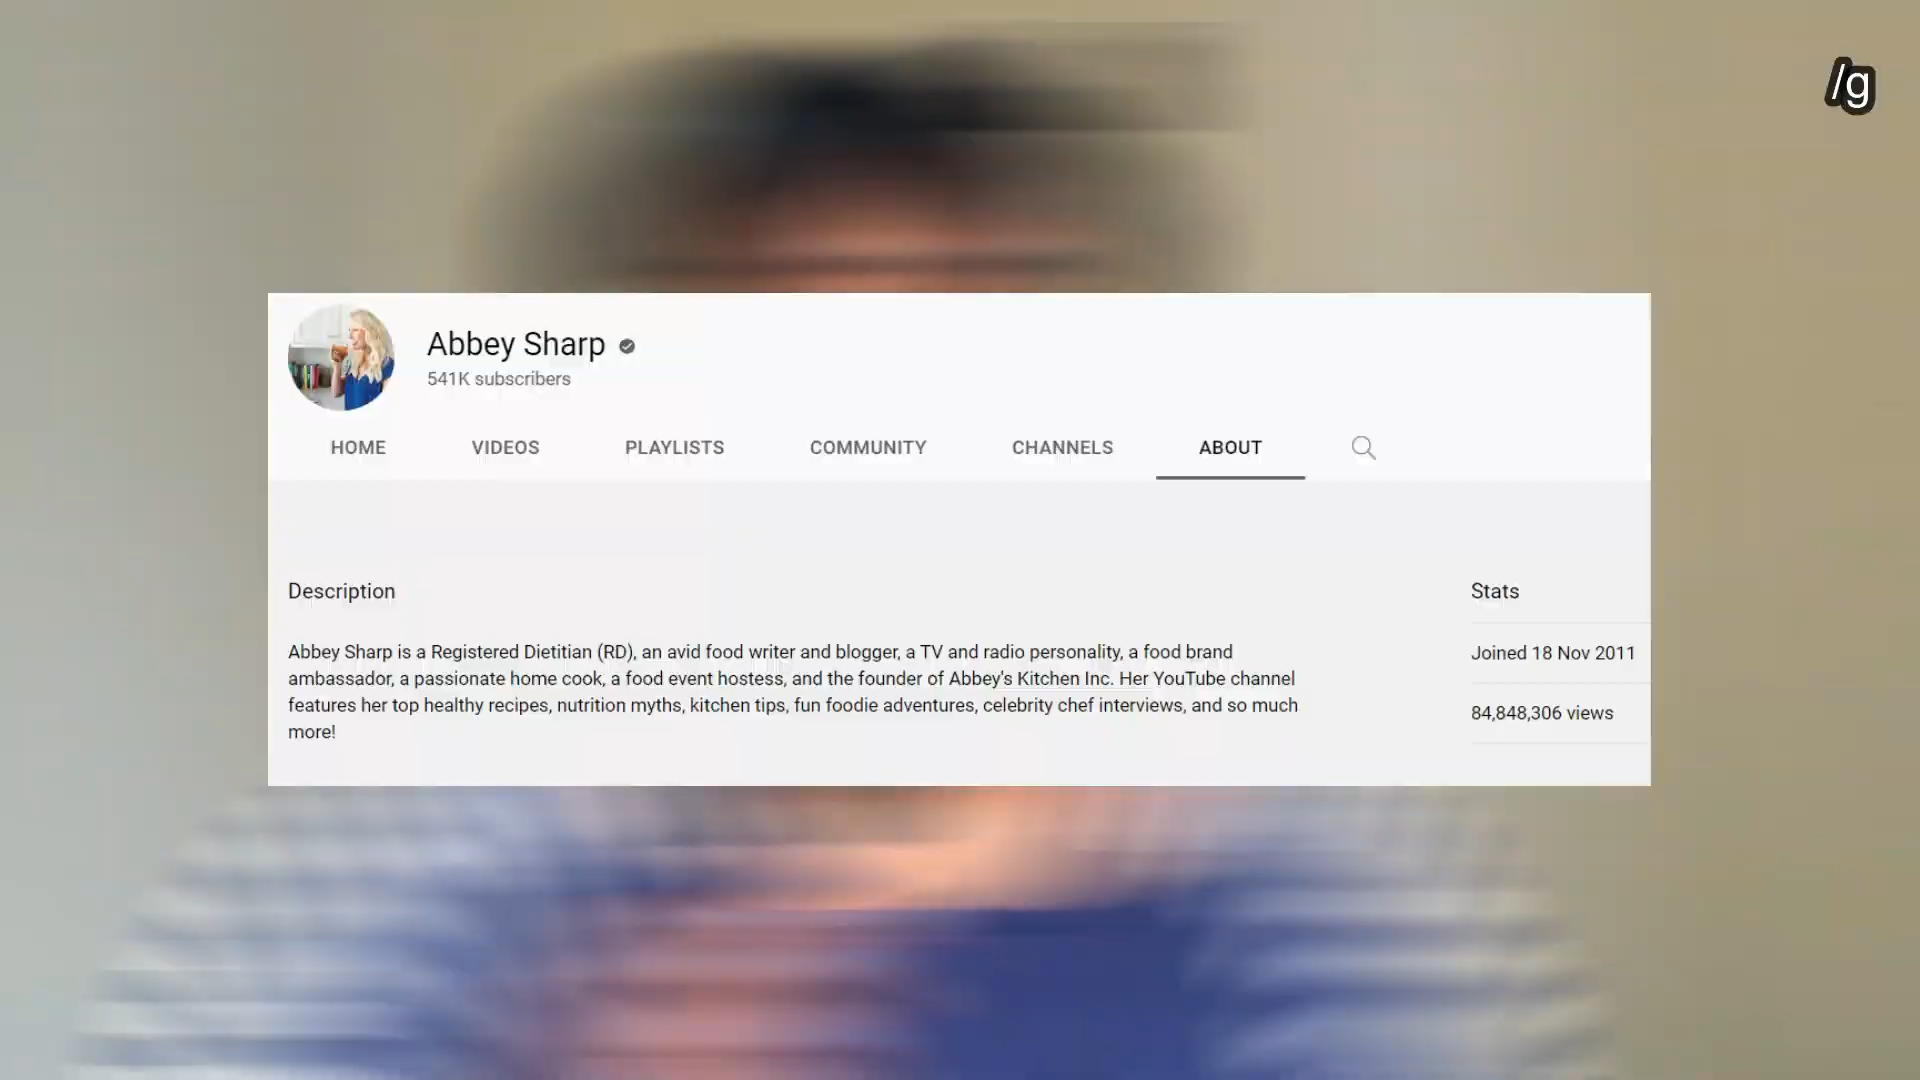 /g
Abbey Sharp
541K subscribers
HOME VIDEOS PLAYLISTS COMMUNITY CHANNELS ABOUT
Description
Abbey Sharp is a Registered Dietitian (RD), an avid food writer and blogger, a TV and radio personality, a food brand
ambassador, a passionate home cook, a food event hostess, and the founder of Abbey's Kitchen Inc. Her YouTube channel
features her top healthy recipes, nutrition myths, kitchen tips, fun foodie adventures, celebrity chef interviews, and so much
more!
Stats
Joined 18 Nov 2011
84,848,306 views